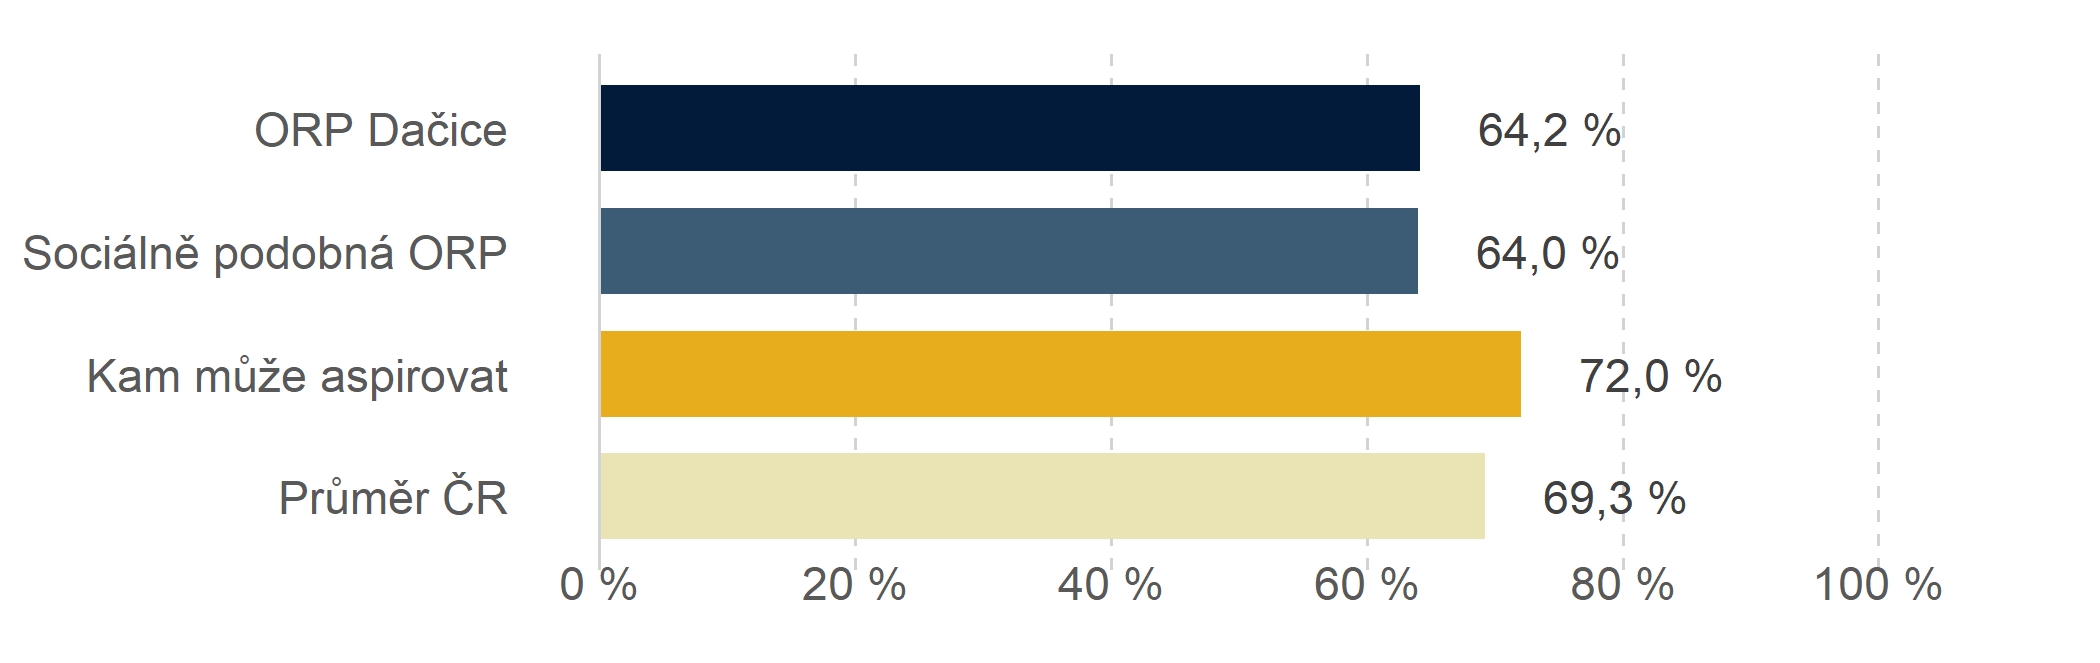 ORP Dačice 64,2 %
Sociálně podobná ORP 64,0 %
Kam může aspirovat 72,0 %
Průměr ČR 69,3 %
0 % 20 % 40 % 60 % 80 % 100 %